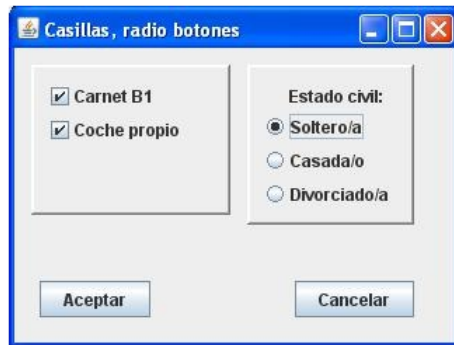 Casillas, radio botones
Carnet B1
Coche propio
Estado civil:
Soltero/a
Casada/o
Divorciado/a
Aceptar
Cancelar